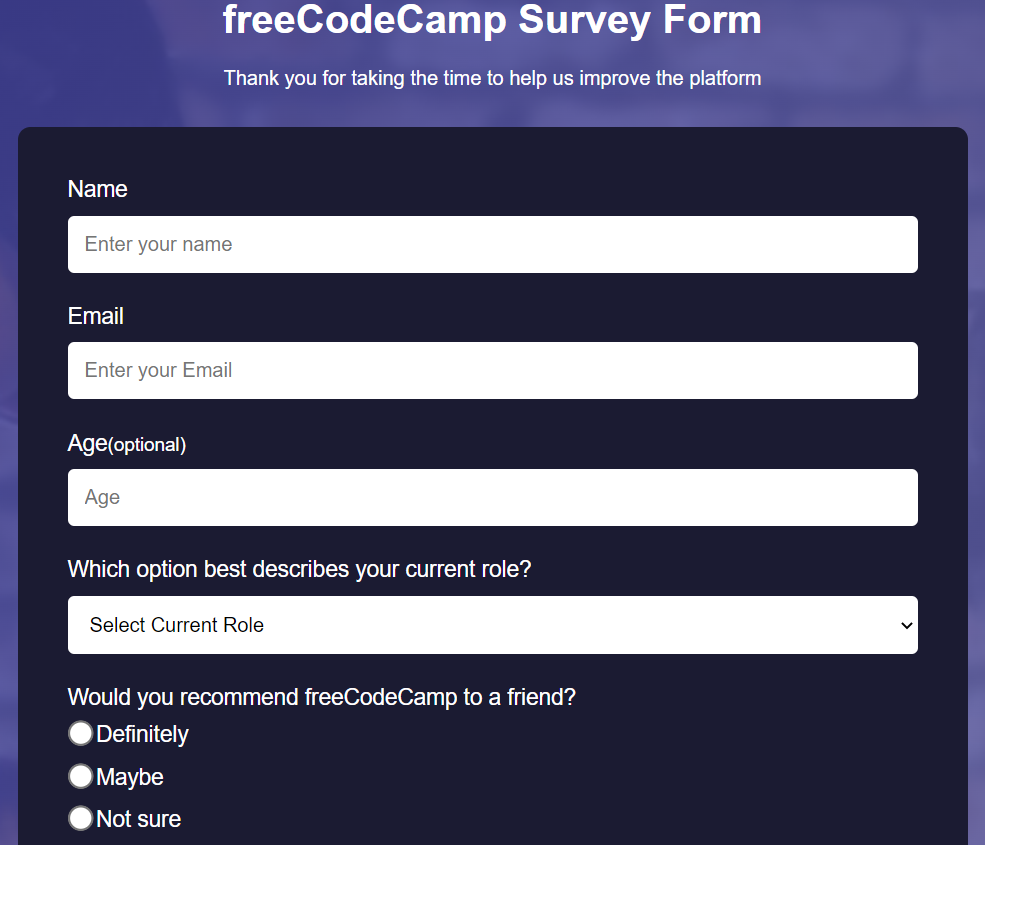 freeCodeCamp Survey Form
Thank you for taking the time to help us improve the platform
Name
Enter your name
Email
Enter your Email
Age(optional)
Age
Which option best describes your current role?
Select Current Role
Would you recommend freeCodeCamp to a friend?
Definitely
Maybe
Not sure